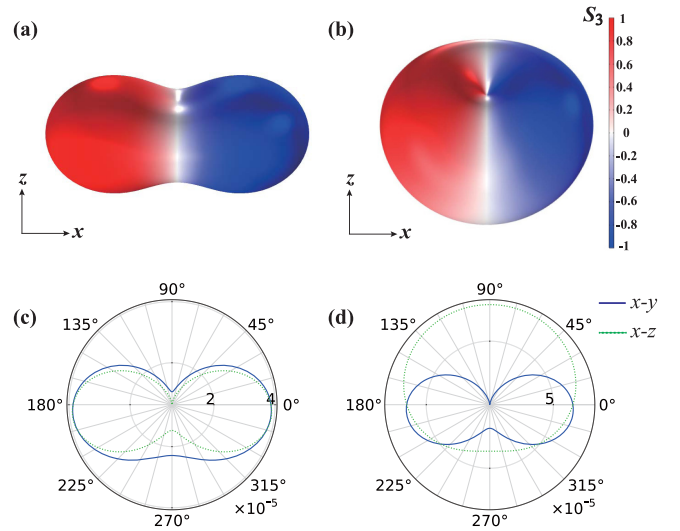 (a)
(b)
S₃
1
0.8
0.6
0.4
0.2
0
-0.2
-0.4
-0.6
-0.8
-1
z
x
z
x
(c)
90°
135°
45°
180°
2
4
0°
225°
315°
270°
×10⁻⁵
(d)
90°
135°
45°
180°
5
0°
225°
315°
270°
×10⁻⁵
x-y
x-z